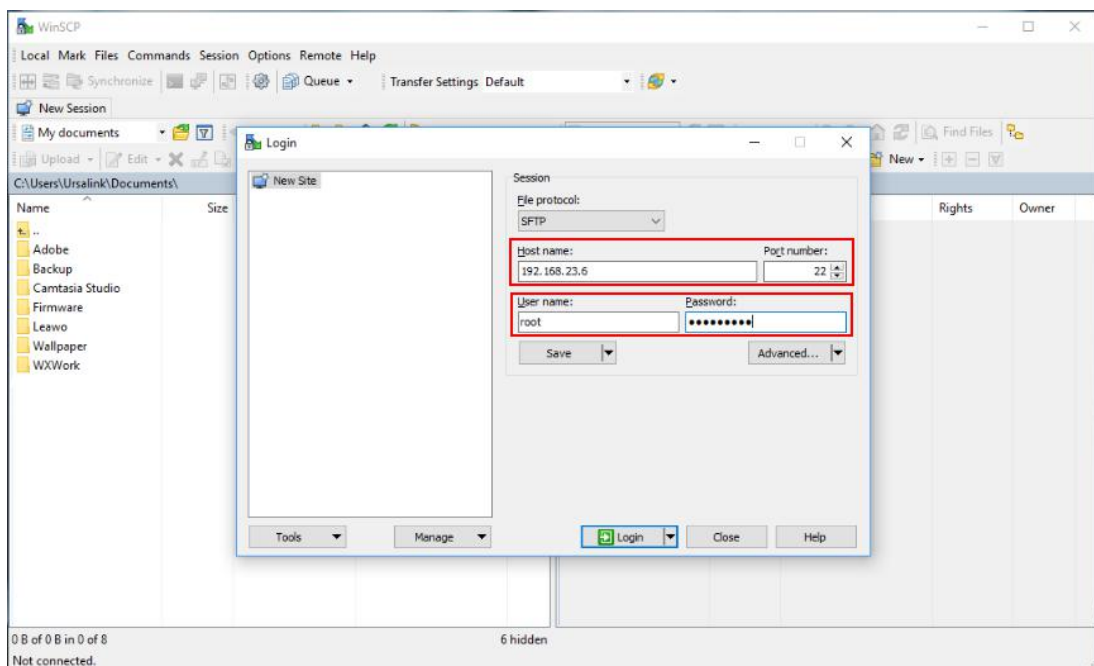 WinSCP
Local Mark Files Commands Session Options Remote Help
Synchronize Queue Transfer Settings Default
New Session
My documents Find Files
Upload Edit New
C:\Users\Ursalink\Documents\
Name Size Rights Owner
..
Adobe
Backup
Camtasia Studio
Firmware
Leawo
Wallpaper
WXWork
Login
New Site
Session
File protocol:
SFTP
Host name: Port number:
192.168.23.6 22
User name: Password:
root •••••••••
Save Advanced...
Tools Manage Login Close Help
0 B of 0 B in 0 of 8 6 hidden
Not connected.